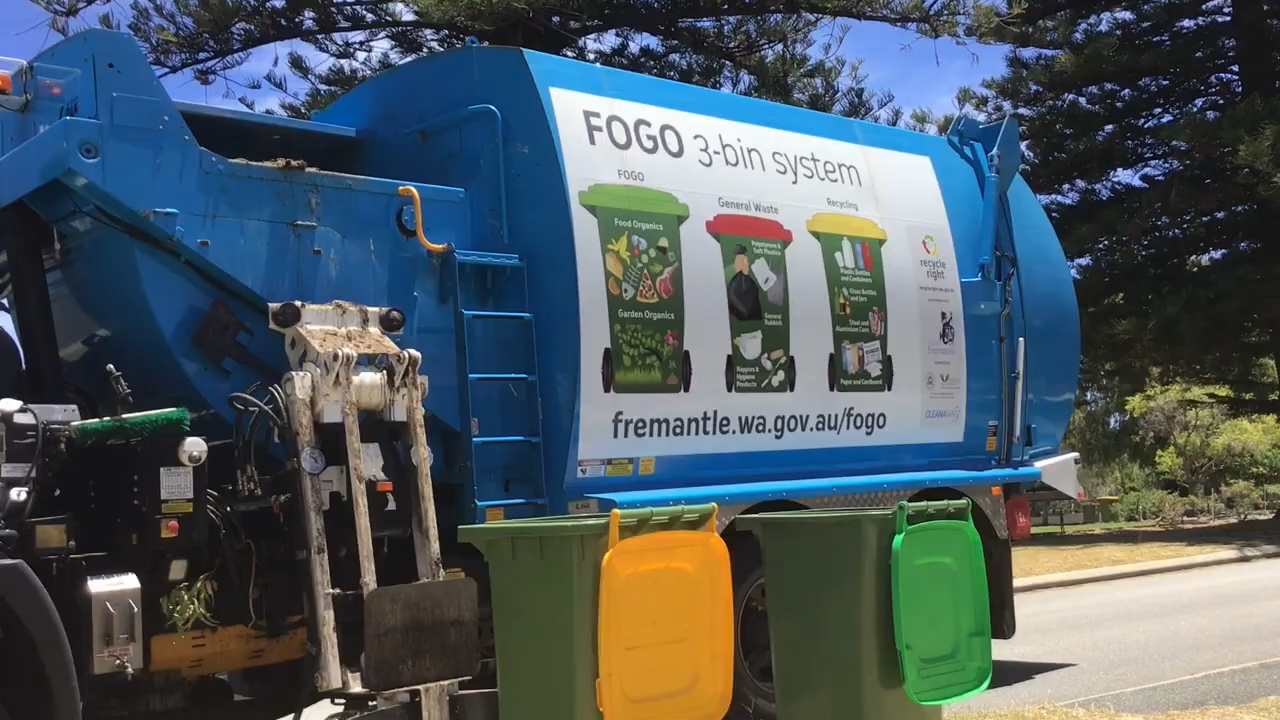 FOGO 3-bin system
FOGO
Food Organics
Garden Organics
General Waste
Polystyrene &
Soft Plastics
General
Rubbish
Nappies &
Hygiene
Products
Recycling
Plastic Bottles
and Containers
Glass Bottles
and Jars
Steel and
Aluminium Cans
Paper and Cardboard
recycle
right
CLEANAWAY
fremantle.wa.gov.au/fogo